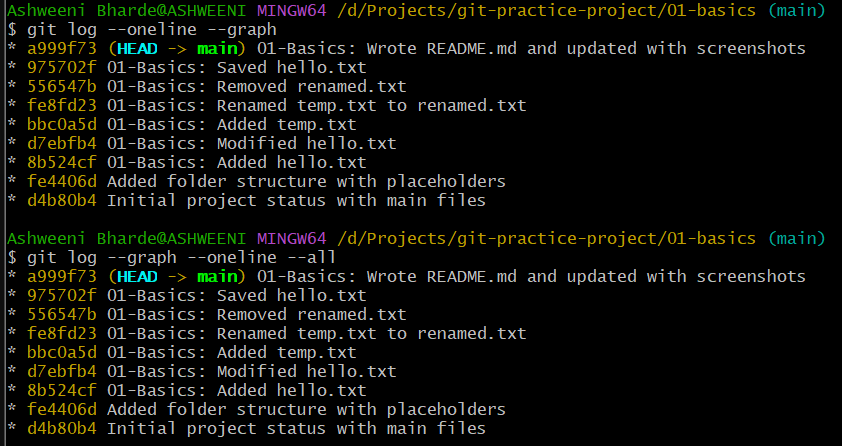 Ashweeni Bharde@ASHWEENI MINGW64 /d/Projects/git-practice-project/01-basics (main)
$ git log --oneline --graph
* a999f73 (HEAD -> main) 01-Basics: Wrote README.md and updated with screenshots
* 975702f 01-Basics: Saved hello.txt
* 556547b 01-Basics: Removed renamed.txt
* fe8fd23 01-Basics: Renamed temp.txt to renamed.txt
* bbc0a5d 01-Basics: Added temp.txt
* d7ebfb4 01-Basics: Modified hello.txt
* 8b524cf 01-Basics: Added hello.txt
* fe4406d Added folder structure with placeholders
* d4b80b4 Initial project status with main files
Ashweeni Bharde@ASHWEENI MINGW64 /d/Projects/git-practice-project/01-basics (main)
$ git log --graph --oneline --all
* a999f73 (HEAD -> main) 01-Basics: Wrote README.md and updated with screenshots
* 975702f 01-Basics: Saved hello.txt
* 556547b 01-Basics: Removed renamed.txt
* fe8fd23 01-Basics: Renamed temp.txt to renamed.txt
* bbc0a5d 01-Basics: Added temp.txt
* d7ebfb4 01-Basics: Modified hello.txt
* 8b524cf 01-Basics: Added hello.txt
* fe4406d Added folder structure with placeholders
* d4b80b4 Initial project status with main files